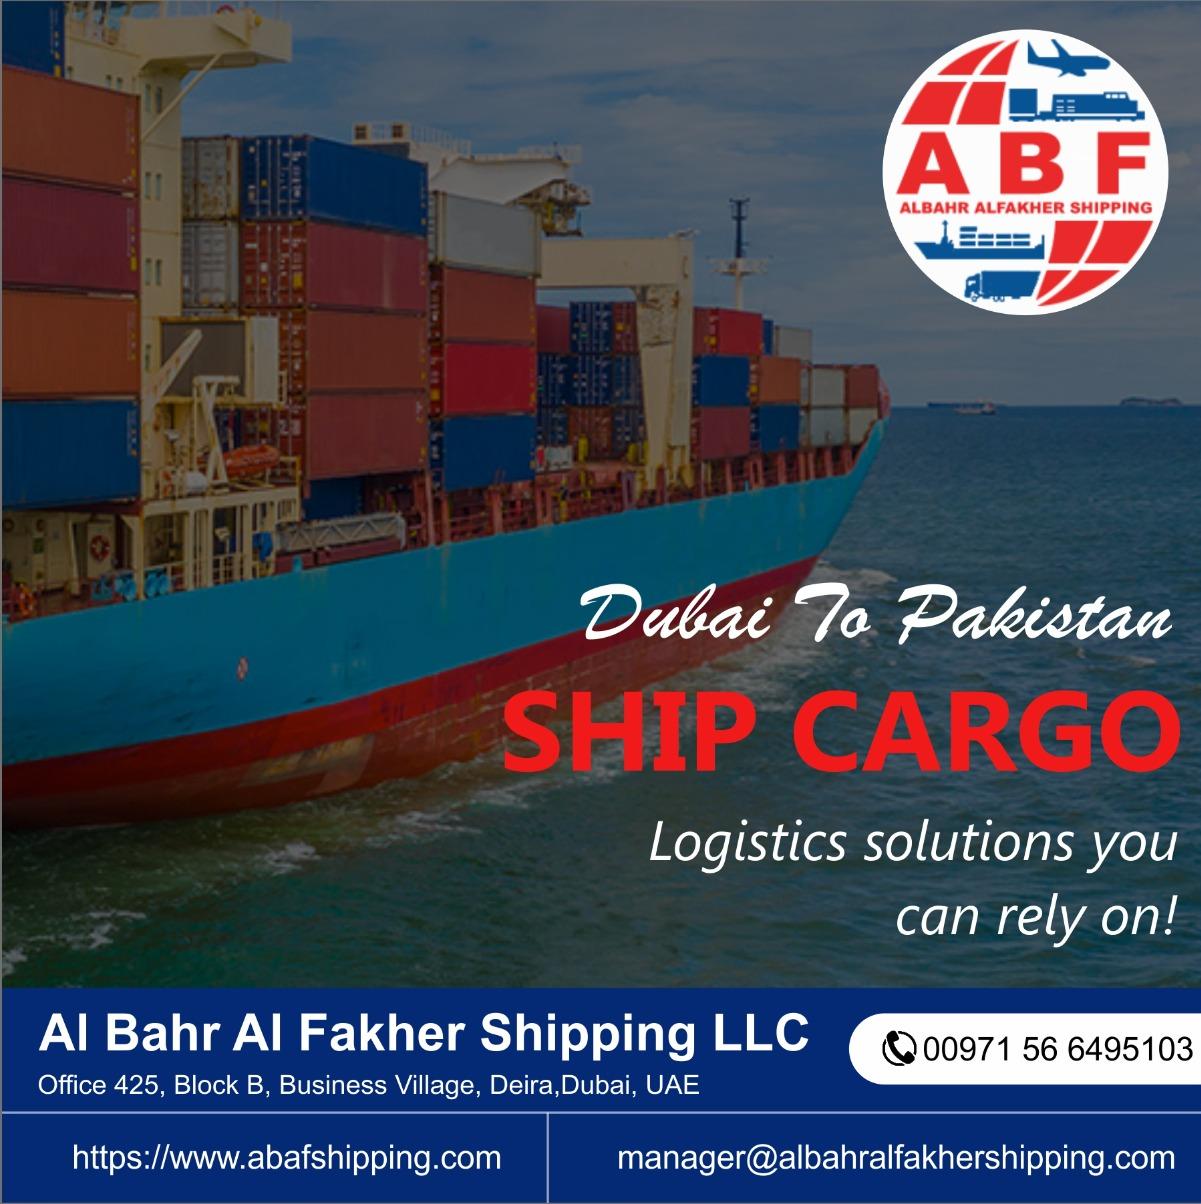 A B F
ALBAHR ALFAKHER SHIPPING
Dubai To Pakistan
SHIP CARGO
Logistics solutions you
can rely on!
Al Bahr Al Fakher Shipping LLC
00971 56 6495103
Office 425, Block B, Business Village, Deira,Dubai, UAE
https://www.abafshipping.com
manager@albahralfakhershipping.com